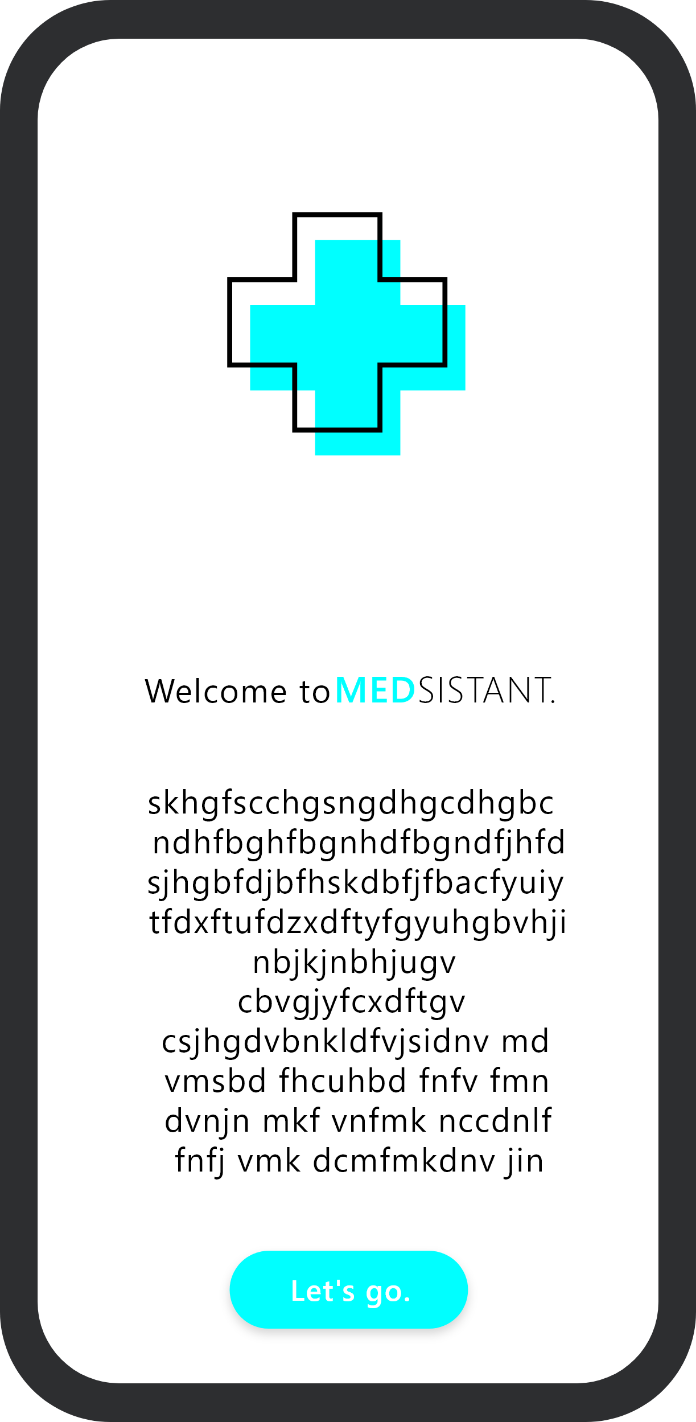 Welcome to MEDSISTANT.
skhgfscchgsngdhgcdhgbc
ndhfbghfbgnhdfbgndfjhfd
sjhgbfdjbfhskdbfjfbacfyuiy
tfdxftufdzxdftyfgyuhgbvhji
nbjkjnbhjugv
cbvgjyfcxdftgv
csjhgdvbnkldfvjsidnv md
vmsbd fhcuhbd fnfv fmn
dvnjn mkf vnfmk nccdnlf
fnfj vmk dcmfmkdnv jin
Let's go.